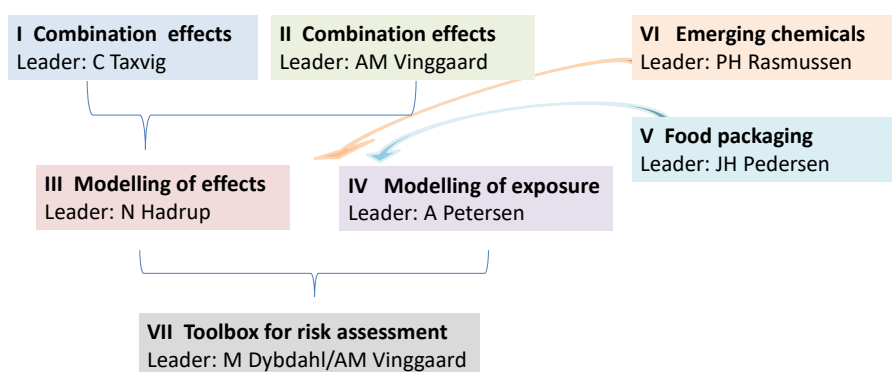 I Combination effects
Leader: C Taxvig
II Combination effects
Leader: AM Vinggaard
VI Emerging chemicals
Leader: PH Rasmussen
V Food packaging
Leader: JH Pedersen
III Modelling of effects
Leader: N Hadrup
IV Modelling of exposure
Leader: A Petersen
VII Toolbox for risk assessment
Leader: M Dybdahl/AM Vinggaard